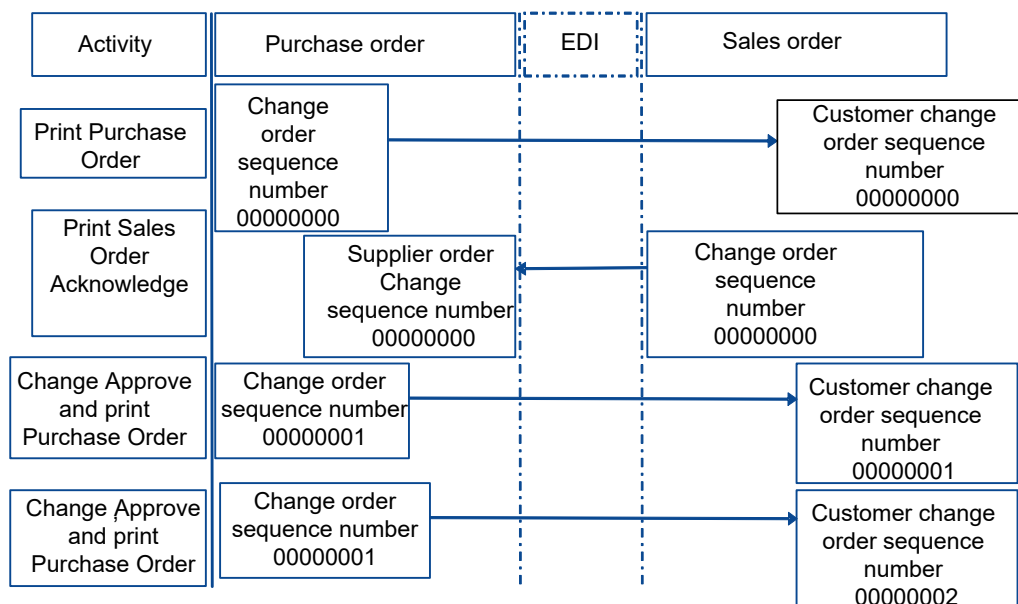 Activity
Purchase order
EDI
Sales order
Print Purchase
Order
Change
order
sequence
number
00000000
Customer change
order sequence
number
00000000
Print Sales
Order
Acknowledge
Supplier order
Change
sequence number
00000000
Change order
sequence
number
00000000
Change Approve
and print
Purchase Order
Change order
sequence number
00000001
Customer change
order sequence
number
00000001
Change Approve
and print
Purchase Order
Change order
sequence number
00000001
Customer change
order sequence
number
00000002